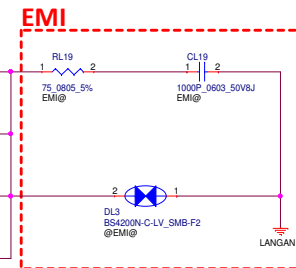 EMI
RL19
1 2
75_0805_5%
EMI@
CL19
1 2
1000P_0603_50V8J
EMI@
2 1
DL3
BS4200N-C-LV_SMB-F2
@EMI@
LANGAN